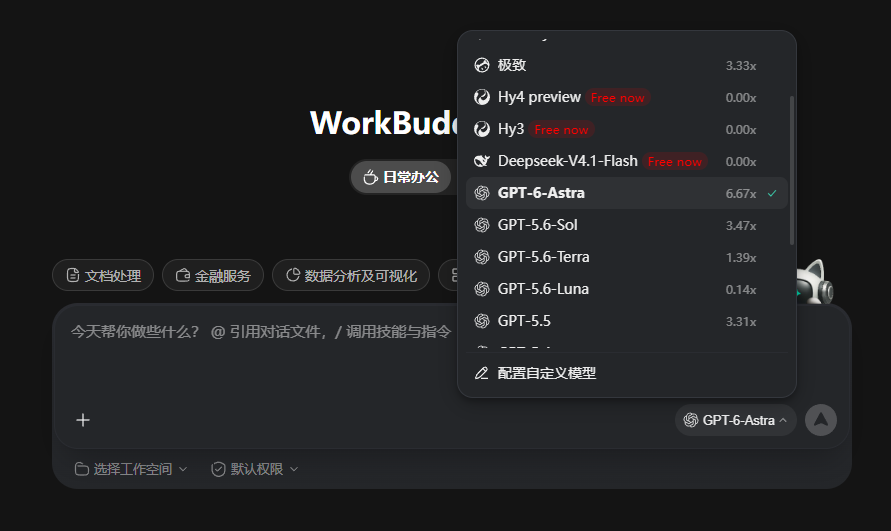 极致 3.33x
Hy4 preview Free now 0.00x
WorkBudd
Hy3 Free now 0.00x
Deepseek-V4.1-Flash Free now 0.00x
日常办公
GPT-6-Astra 6.67x
GPT-5.6-Sol 3.47x
GPT-5.6-Terra 1.39x
文档处理
金融服务
数据分析及可视化
GPT-5.6-Luna 0.14x
GPT-5.5 3.31x
今天帮你做些什么? @ 引用对话文件, / 调用技能与指令
配置自定义模型
GPT-6-Astra
选择工作空间
默认权限